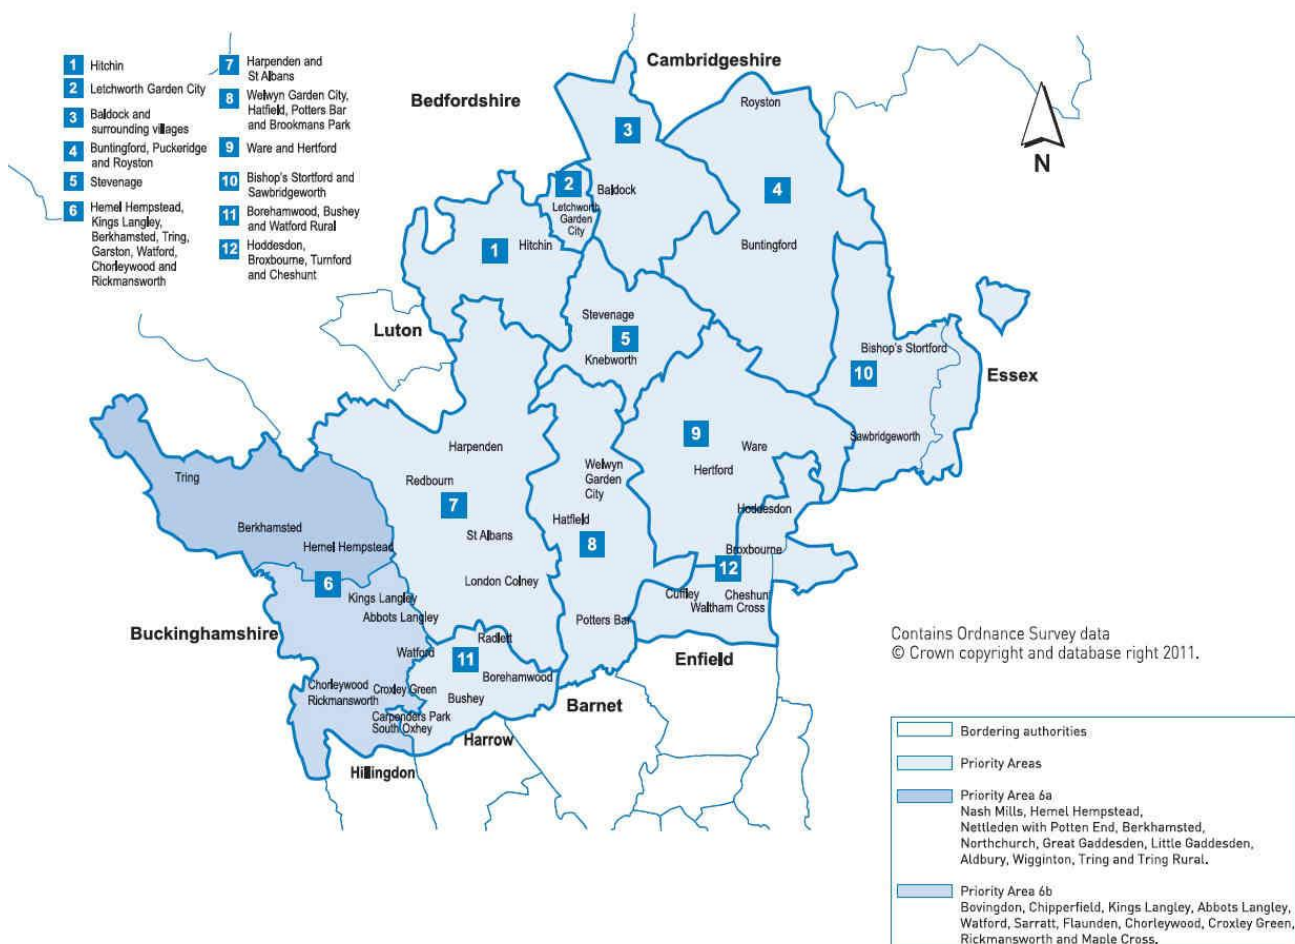 1 Hitchin
2 Letchworth Garden City
3 Baldock and
surrounding villages
4 Buntingford, Puckeridge
and Royston
5 Stevenage
6 Hemel Hempstead,
Kings Langley,
Berkhamsted, Tring,
Garston, Watford,
Chorleywood and
Rickmansworth
7 Harpenden and
St Albans
8 Welwyn Garden City,
Hatfield, Potters Bar
and Brookmans Park
9 Ware and Hertford
10 Bishop's Stortford and
Sawbridgeworth
11 Borehamwood, Bushey
and Watford Rural
12 Hoddesdon,
Broxbourne, Turnford
and Cheshunt
Cambridgeshire
Bedfordshire
Royston
N
3
2
Baldock
4
Letchworth
Garden
City
1
Hitchin
Buntingford
Luton
Stevenage
5
Knebworth
Bishop's Stortford
10
Essex
Sawbridgeworth
9
Ware
Hertford
Harpenden
Redbourn
7
St Albans
London Colney
Welwyn
Garden
City
Hatfield
8
Potters Bar
Hoddesdon
Broxbourne
12
Cuffley
Cheshun
Waltham Cross
Tring
Berkhamsted
Hemel Hempstead
6
Kings Langley
Abbots Langley
Buckinghamshire
Watford
Radlett
11
Borehamwood
Bushey
Chorleywood
Rickmansworth
Croxley Green
Carpenders Park
South Oxhey
Enfield
Barnet
Harrow
Hillingdon
Contains Ordnance Survey data
© Crown copyright and database right 2011.
Bordering authorities
Priority Areas
Priority Area 6a
Nash Mills, Hemel Hempstead,
Nettleden with Potten End, Berkhamsted,
Northchurch, Great Gaddesden, Little Gaddesden,
Aldbury, Wigginton, Tring and Tring Rural.
Priority Area 6b
Bovingdon, Chipperfield, Kings Langley, Abbots Langley,
Watford, Sarratt, Flaunden, Chorleywood, Croxley Green,
Rickmansworth and Maple Cross.